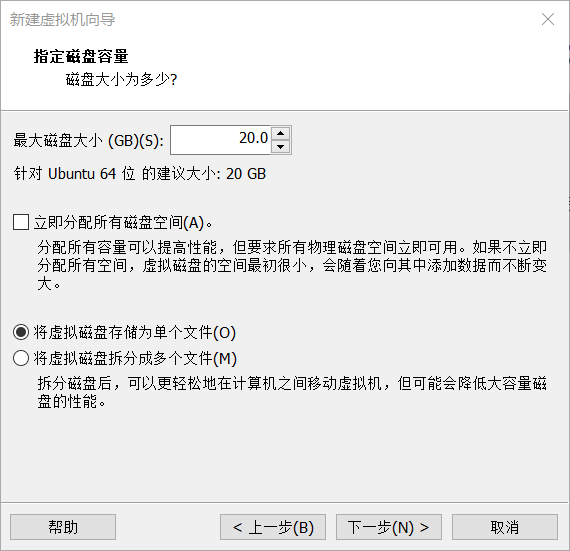 新建虚拟机向导
指定磁盘容量
磁盘大小为多少?
最大磁盘大小 (GB)(S): 20.0
针对 Ubuntu 64 位 的建议大小: 20 GB
立即分配所有磁盘空间(A)。
分配所有容量可以提高性能，但要求所有物理磁盘空间立即可用。如果不立即
分配所有空间，虚拟磁盘的空间最初很小，会随着您向其中添加数据而不断变
大。
将虚拟磁盘存储为单个文件(O)
将虚拟磁盘拆分成多个文件(M)
拆分磁盘后，可以更轻松地在计算机之间移动虚拟机，但可能会降低大容量磁
盘的性能。
帮助 < 上一步(B) 下一步(N) > 取消